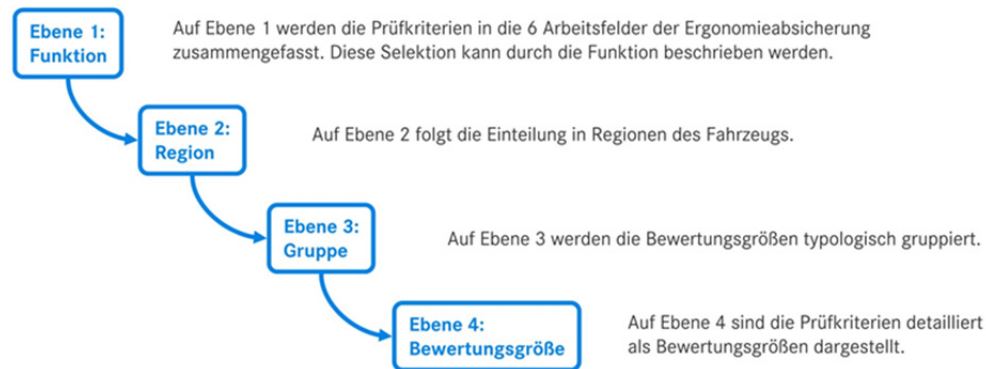 Ebene 1:
Funktion
Auf Ebene 1 werden die Prüfkriterien in die 6 Arbeitsfelder der Ergonomieabsicherung
zusammengefasst. Diese Selektion kann durch die Funktion beschrieben werden.
Ebene 2:
Region
Auf Ebene 2 folgt die Einteilung in Regionen des Fahrzeugs.
Ebene 3:
Gruppe
Auf Ebene 3 werden die Bewertungsgrößen typologisch gruppiert.
Ebene 4:
Bewertungsgröße
Auf Ebene 4 sind die Prüfkriterien detailliert
als Bewertungsgrößen dargestellt.